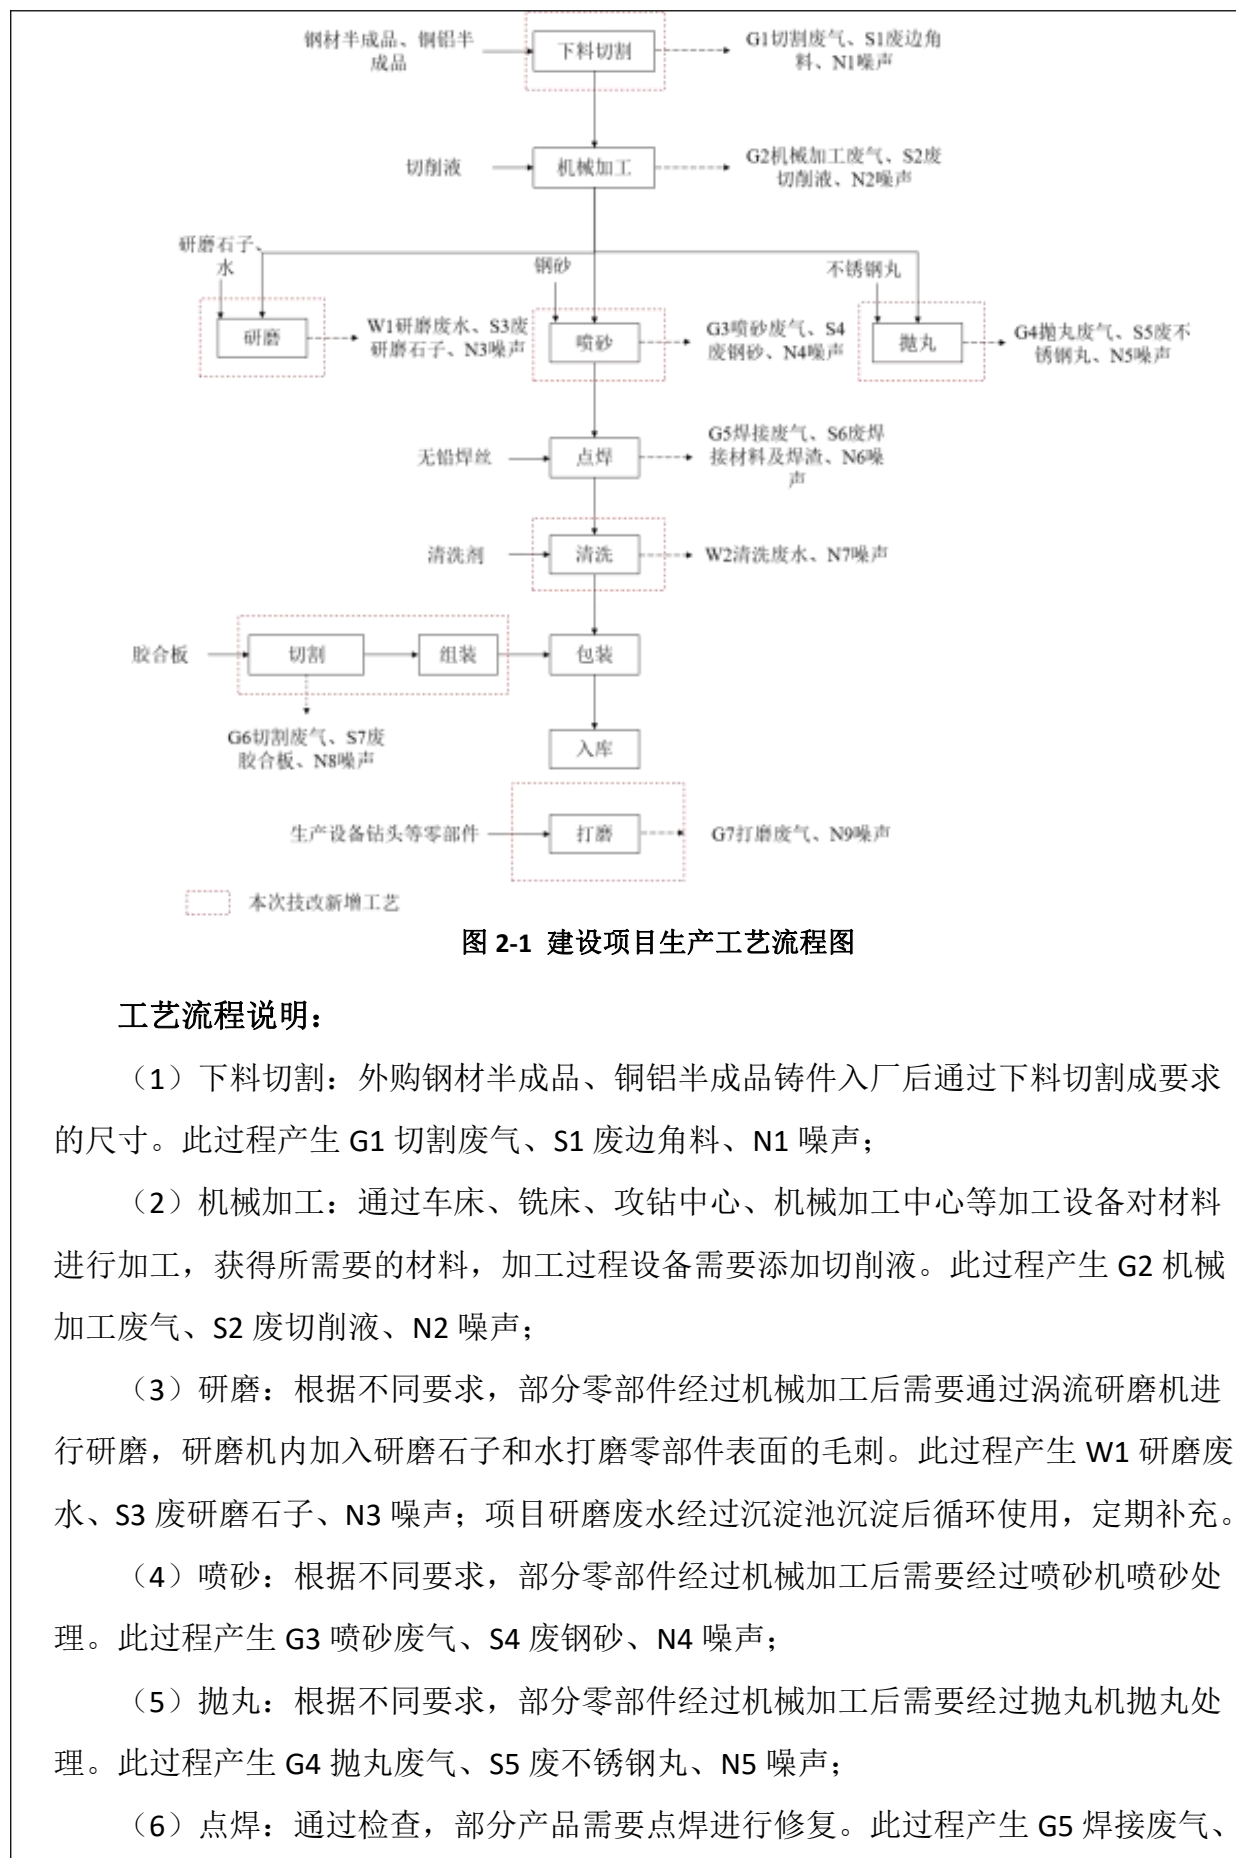 钢材半成品、铜铝半
成品
下料切割
G1切割废气、S1废边角
料、N1噪声
切削液
机械加工
G2机械加工废气、S2废
切削液、N2噪声
研磨石子、
水
钢砂
不锈钢丸
研磨
W1研磨废水、S3废
研磨石子、N3噪声
喷砂
G3喷砂废气、S4
废钢砂、N4噪声
抛丸
G4抛丸废气、S5废不
锈钢丸、N5噪声
无铅焊丝
点焊
G5焊接废气、S6废焊
接材料及焊渣、N6噪
声
清洗剂
清洗
W2清洗废水、N7噪声
胶合板
切割
组装
包装
G6切割废气、S7废
胶合板、N8噪声
入库
生产设备钻头等零部件
打磨
G7打磨废气、N9噪声
本次技改新增工艺
图 2-1 建设项目生产工艺流程图
工艺流程说明：
（1）下料切割：外购钢材半成品、铜铝半成品铸件入厂后通过下料切割成要求
的尺寸。此过程产生 G1 切割废气、S1 废边角料、N1 噪声；
（2）机械加工：通过车床、铣床、攻钻中心、机械加工中心等加工设备对材料
进行加工，获得所需要的材料，加工过程设备需要添加切削液。此过程产生 G2 机械
加工废气、S2 废切削液、N2 噪声；
（3）研磨：根据不同要求，部分零部件经过机械加工后需要通过涡流研磨机进
行研磨，研磨机内加入研磨石子和水打磨零部件表面的毛刺。此过程产生 W1 研磨废
水、S3 废研磨石子、N3 噪声；项目研磨废水经过沉淀池沉淀后循环使用，定期补充。
（4）喷砂：根据不同要求，部分零部件经过机械加工后需要经过喷砂机喷砂处
理。此过程产生 G3 喷砂废气、S4 废钢砂、N4 噪声；
（5）抛丸：根据不同要求，部分零部件经过机械加工后需要经过抛丸机抛丸处
理。此过程产生 G4 抛丸废气、S5 废不锈钢丸、N5 噪声；
（6）点焊：通过检查，部分产品需要点焊进行修复。此过程产生 G5 焊接废气、